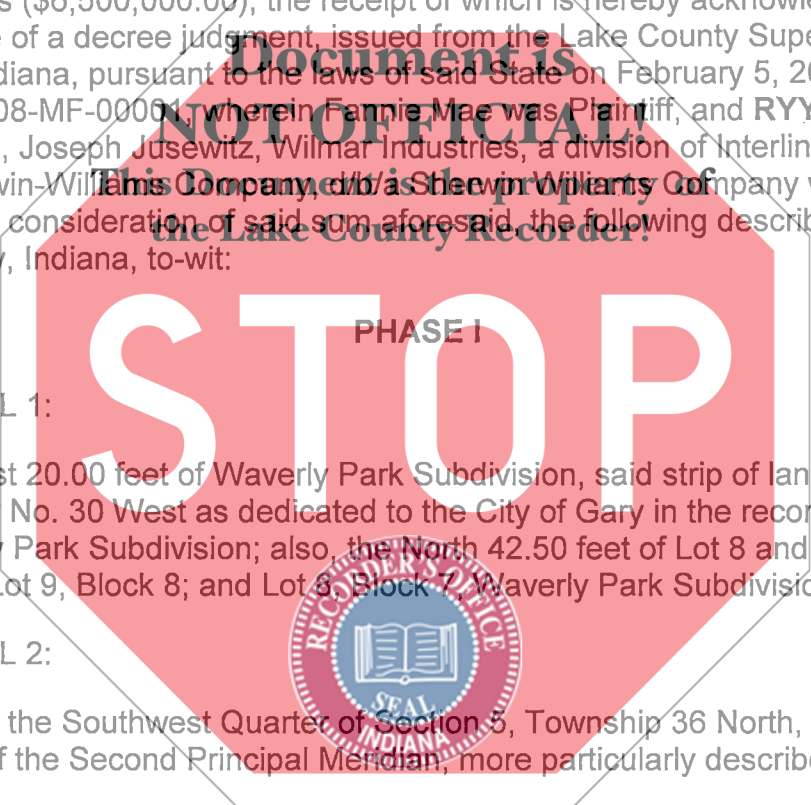 s ($6,500,000.00), the receipt of which is hereby acknowle
e of a decree judgment, issued from the Lake County Supe
diana, pursuant to the laws of said State on February 5, 20
08-MF-00001, wherein Fannie Mae was Plaintiff, and RYY
, Joseph Jusewitz, Wilmar Industries, a division of Interlin
win-Williams Company, d/b/a Sherwin Williams Company w
consideration of said sum aforesaid, the following describ
, Indiana, to-wit:
Document is
NOT OFFICIAL!
This Document is the property of
the Lake County Recorder!
PHASE I
STOP
L 1:
st 20.00 feet of Waverly Park Subdivision, said strip of lan
No. 30 West as dedicated to the City of Gary in the recor
Park Subdivision; also, the North 42.50 feet of Lot 8 and
Lot 9, Block 8; and Lot 8, Block 7, Waverly Park Subdivisio
RECORDER'S OFFICE
SEAL
INDIANA
L 2:
the Southwest Quarter of Section 5, Township 36 North,
f the Second Principal Meridian, more particularly describe